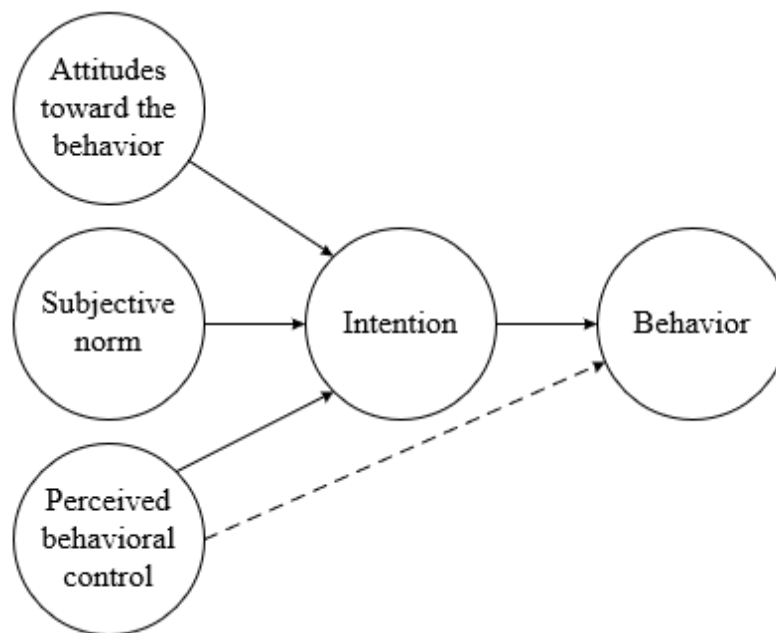 Attitudes
toward the
behavior
Subjective
norm
Intention
Behavior
Perceived
behavioral
control